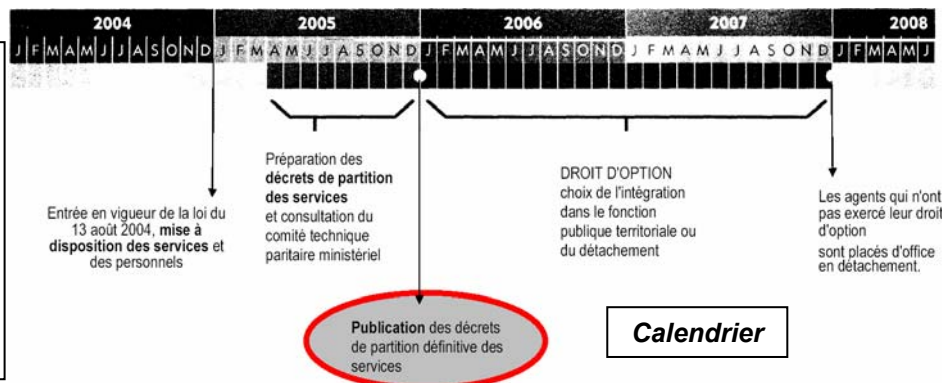 2004 2005 2006 2007 2008
J F M A M J J A S O N D J F M A M J J A S O N D J F M A M J J A S O N D J F M A M J J A S O N D J F M A M J
Entrée en vigueur de la loi du
13 août 2004, mise à
disposition des services et
des personnels
Préparation des
décrets de partition
des services
et consultation du
comité technique
paritaire ministériel
DROIT D'OPTION
choix de l'intégration
dans le fonction
publique territoriale ou
du détachement
Les agents qui n'ont
pas exercé leur droit
d'option
sont placés d'office
en détachement.
Publication des décrets
de partition définitive des
services
Calendrier